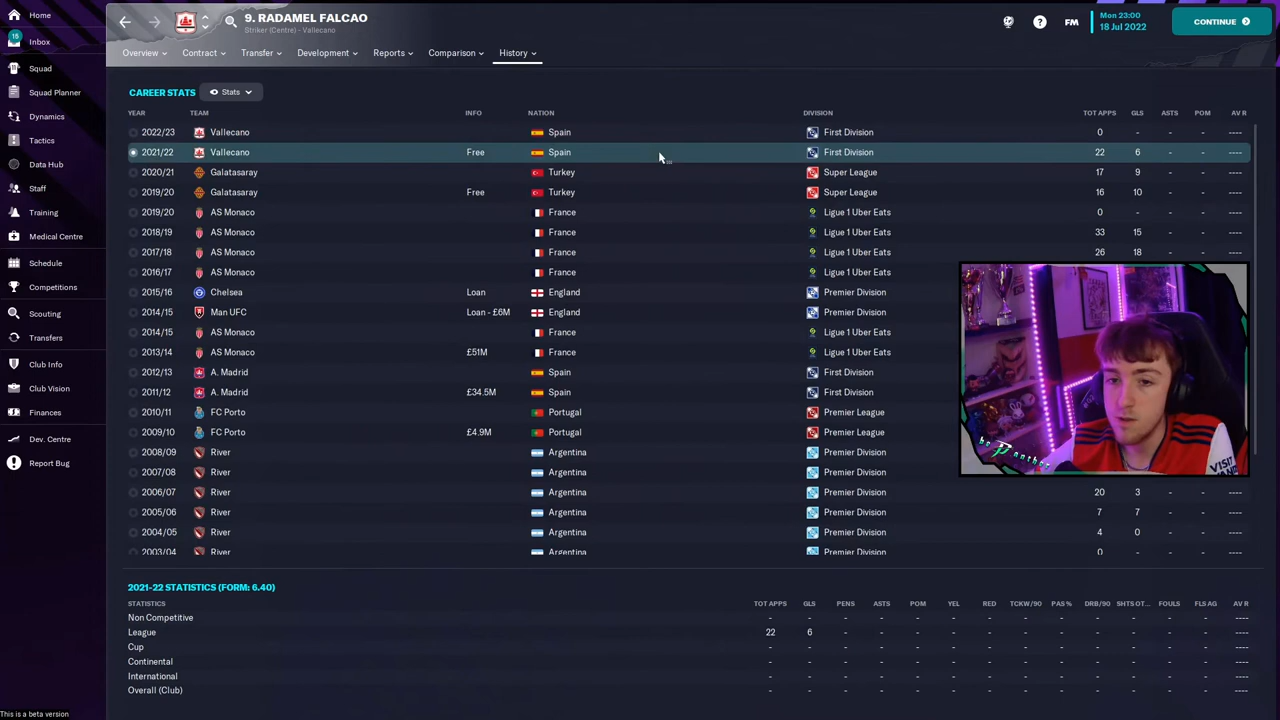 Home
15
Inbox
Squad
Squad Planner
Dynamics
Tactics
Data Hub
Staff
Training
Medical Centre
Schedule
Competitions
Scouting
Transfers
Club Info
Club Vision
Finances
Dev. Centre
Report Bug
This is a beta version
9. RADAMEL FALCAO
Striker (Centre) - Vallecano
? FM Mon 23:00
18 Jul 2022
CONTINUE
Overview Contract Transfer Development Reports Comparison History
CAREER STATS Stats
YEAR TEAM INFO NATION DIVISION TOT APPS GLS ASTS POM AV R
2022/23 Vallecano Spain First Division 0 - - - ----
2021/22 Vallecano Free Spain First Division 22 6 - - ----
2020/21 Galatasaray Turkey Super League 17 9 - - ----
2019/20 Galatasaray Free Turkey Super League 16 10 - - ----
2019/20 AS Monaco France Ligue 1 Uber Eats 0 - - - ----
2018/19 AS Monaco France Ligue 1 Uber Eats 33 15 - - ----
2017/18 AS Monaco France Ligue 1 Uber Eats 26 18 - - ----
2016/17 AS Monaco France Ligue 1 Uber Eats
2015/16 Chelsea Loan England Premier Division
2014/15 Man UFC Loan - £6M England Premier Division
2014/15 AS Monaco France Ligue 1 Uber Eats
2013/14 AS Monaco £51M France Ligue 1 Uber Eats
2012/13 A. Madrid Spain First Division
2011/12 A. Madrid £34.5M Spain First Division
2010/11 FC Porto Portugal Premier League
2009/10 FC Porto £4.9M Portugal Premier League
2008/09 River Argentina Premier Division
2007/08 River Argentina Premier Division
2006/07 River Argentina Premier Division 20 3 - - ----
2005/06 River Argentina Premier Division 7 7 - - ----
2004/05 River Argentina Premier Division 4 0 - - ----
2003/04 River Argentina Premier Division 0 - - - ----
be Panther
2021-22 STATISTICS (FORM: 6.40)
STATISTICS TOT APPS GLS PENS ASTS POM YEL RED TCKW/90 PAS % DRB/90 SHTS OT... FOULS FLS AG AV R
Non Competitive - - - - - - - - - - - - - ----
League 22 6 - - - - - - - - - - - ----
Cup - - - - - - - - - - - - - ----
Continental - - - - - - - - - - - - - ----
International - - - - - - - - - - - - - ----
Overall (Club) - - - - - - - - - - - - - ----